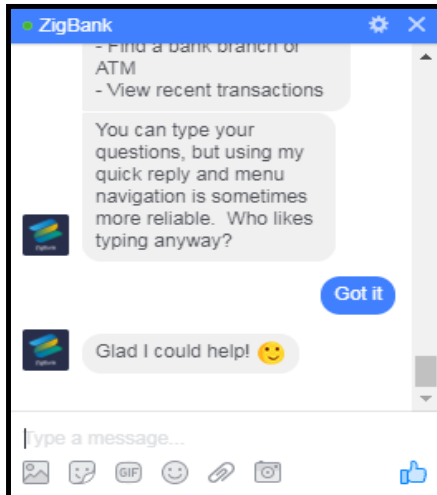 ZigBank
- Find a bank branch or
ATM
- View recent transactions
You can type your
questions, but using my
quick reply and menu
navigation is sometimes
more reliable.  Who likes
typing anyway?
Got it
Glad I could help! 🙂
Type a message...
GIF